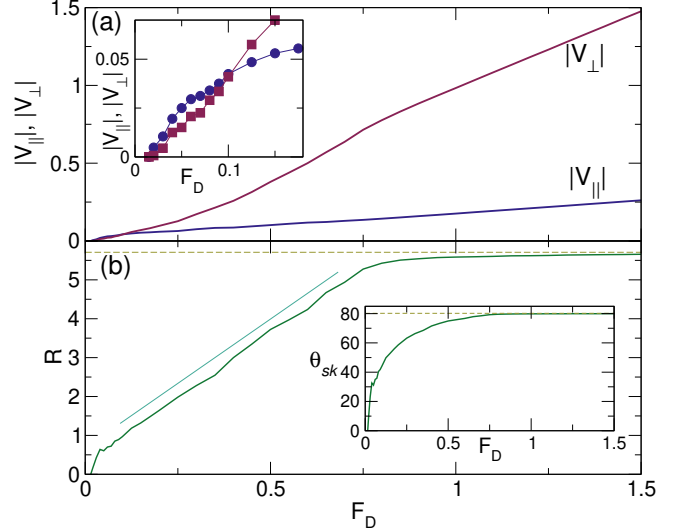 (a)
|V⊥|
|V|||
|V|||, |V⊥|
1.5
1
0.5
0
|V|||, |V⊥|
0.05
0
0 0.1
F_D
(b)
R
5
4
3
2
1
0
θ_sk
80
60
40
20
0
0 0.5 1 1.5
F_D
0 0.5 1 1.5
F_D